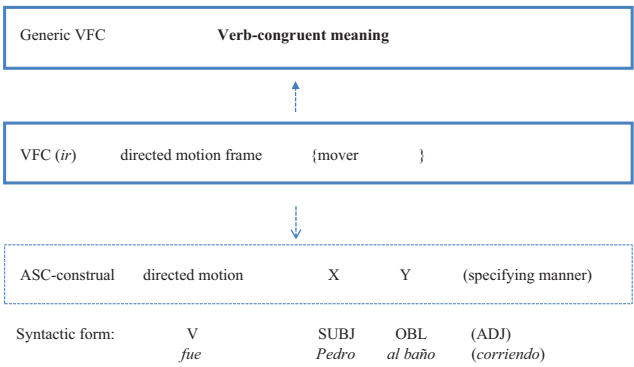 Generic VFC Verb-congruent meaning
VFC (ir) directed motion frame {mover }
ASC-construal directed motion X Y (specifying manner)
Syntactic form: V SUBJ OBL (ADJ)
fue Pedro al baño (corriendo)